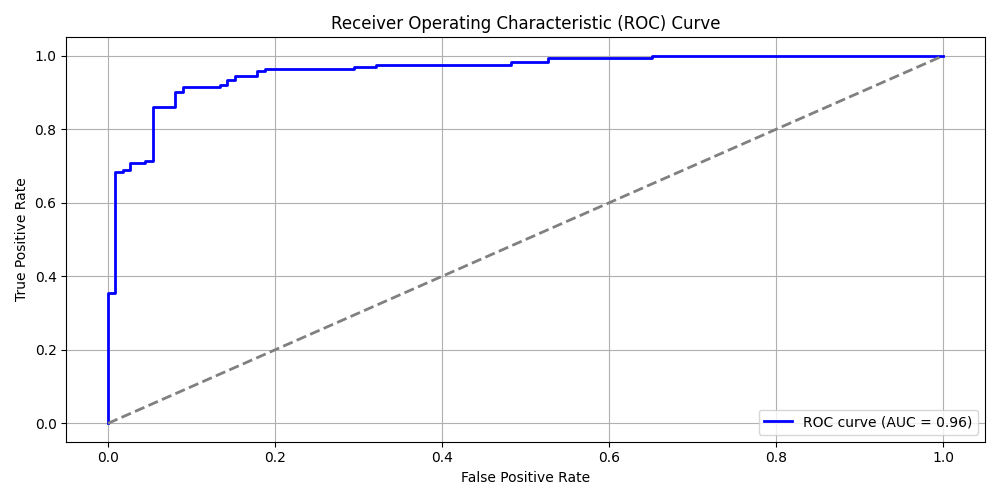 Receiver Operating Characteristic (ROC) Curve
1.0
0.8
0.6
0.4
0.2
0.0
True Positive Rate
0.0 0.2 0.4 0.6 0.8 1.0
False Positive Rate
ROC curve (AUC = 0.96)